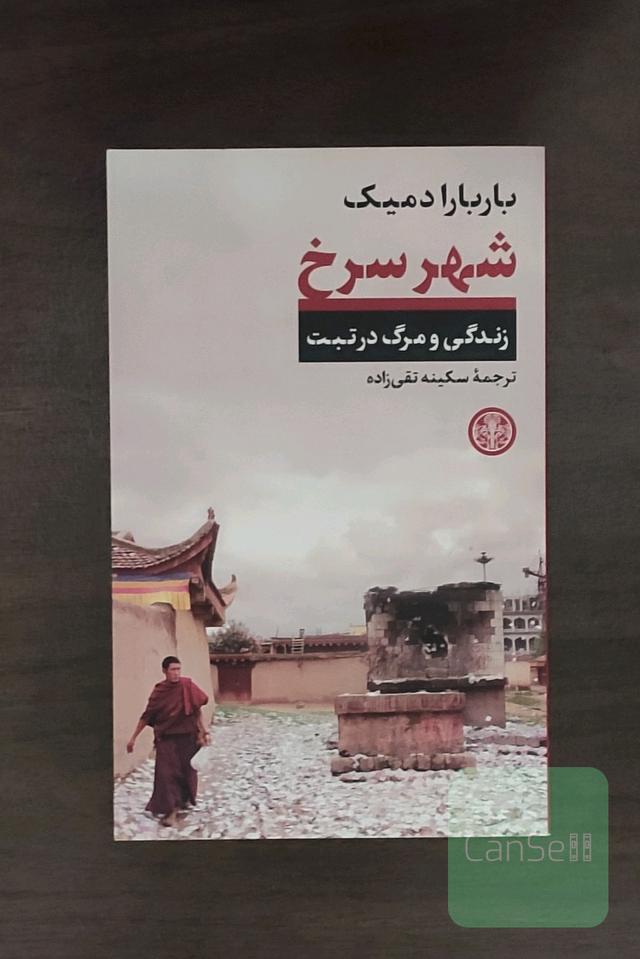 باربارا دمیک
شهر سرخ
زندگی و مرگ در تبت
ترجمهٔ سکینه تقی‌زاده
CanSell